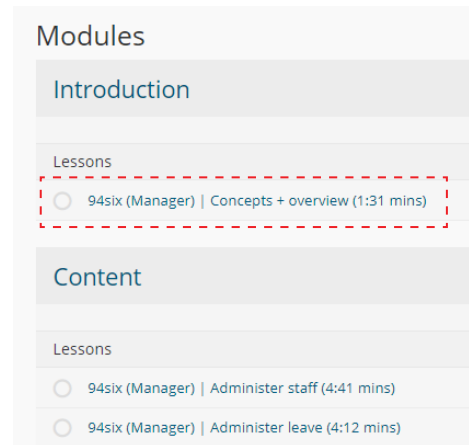 Modules
Introduction
Lessons
94six (Manager) | Concepts + overview (1:31 mins)
Content
Lessons
94six (Manager) | Administer staff (4:41 mins)
94six (Manager) | Administer leave (4:12 mins)